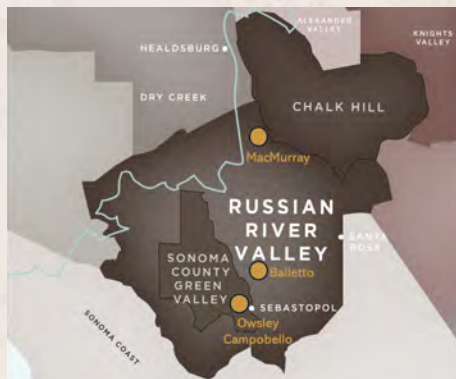 ALEXANDER
VALLEY
KNIGHTS
VALLEY
HEALDSBURG
DRY CREEK
CHALK HILL
MacMurray
RUSSIAN
RIVER
VALLEY
SANTA
ROSA
SONOMA
COUNTY
GREEN
VALLEY
Balletto
SEBASTOPOL
Owsley
Campobello
SONOMA COAST